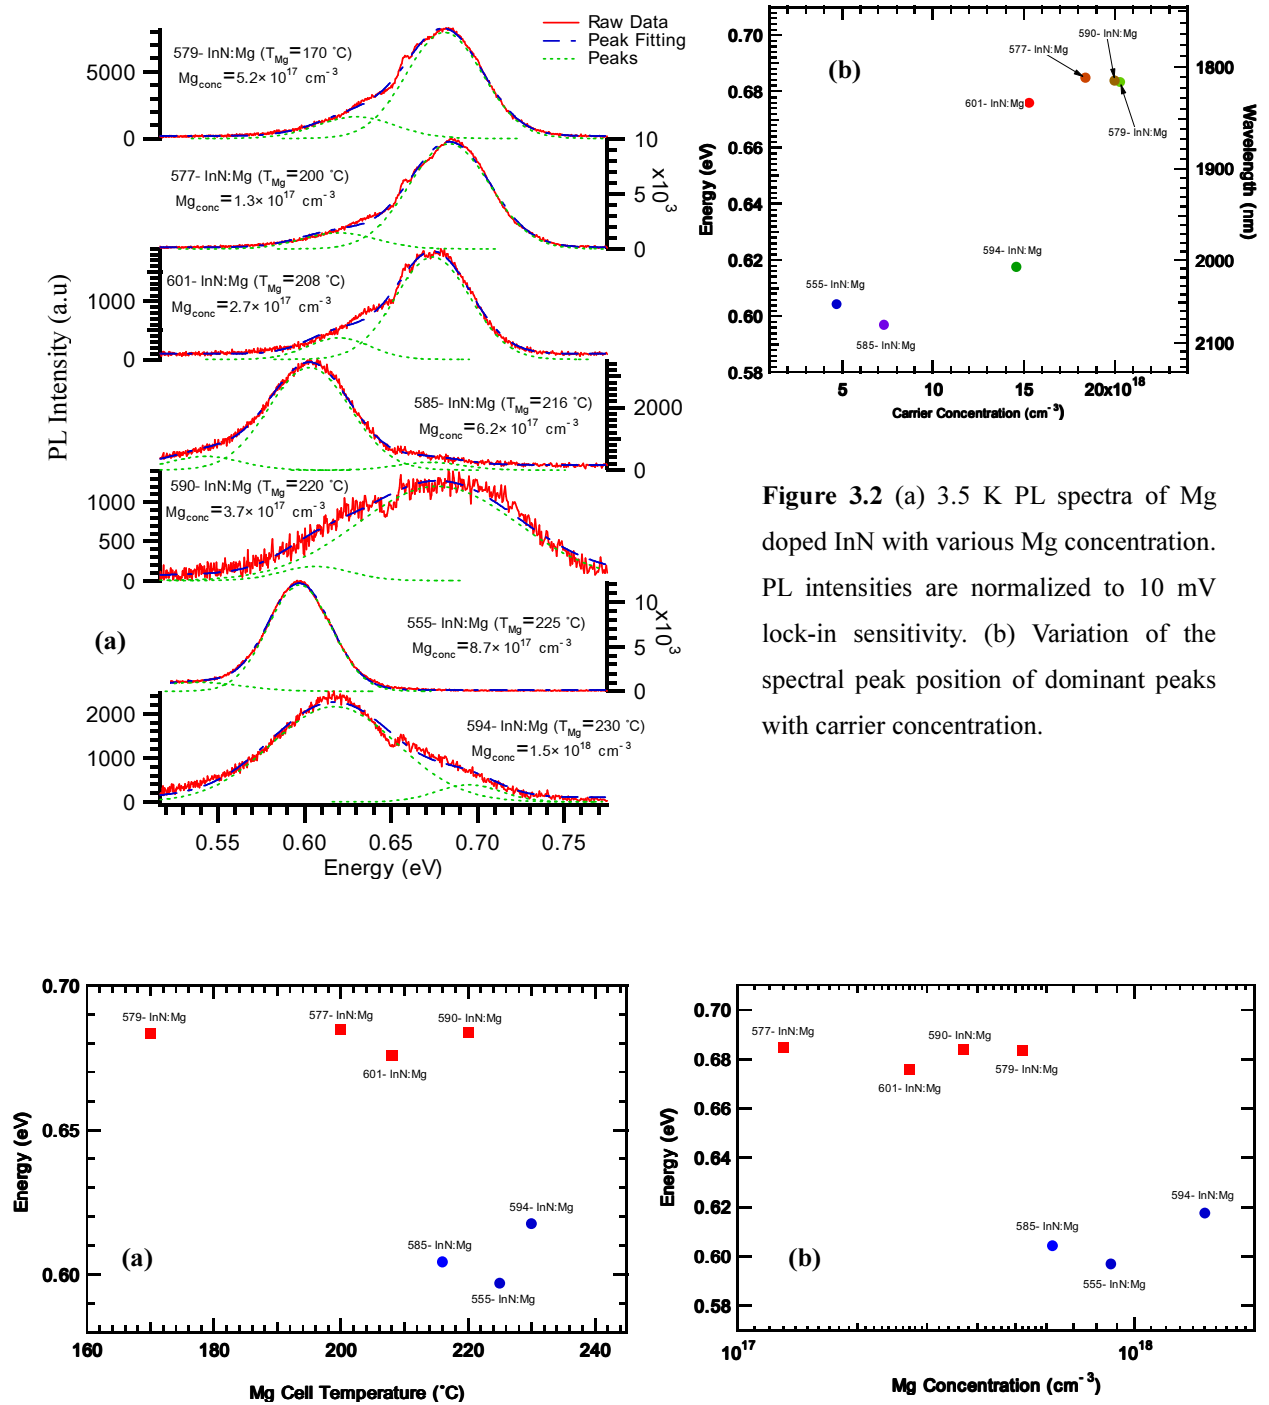 Raw Data
Peak Fitting
Peaks
579- InN:Mg (TMg=170 °C)
Mgconc=5.2× 10^17 cm^-3
5000
0
577- InN:Mg (TMg=200 °C)
Mgconc=1.3× 10^17 cm^-3
10
5
0
x10^3
601- InN:Mg (TMg=208 °C)
Mgconc=2.7× 10^17 cm^-3
1000
0
585- InN:Mg (TMg=216 °C)
Mgconc=6.2× 10^17 cm^-3
2000
0
590- InN:Mg (TMg=220 °C)
Mgconc=3.7× 10^17 cm^-3
1000
500
0
555- InN:Mg (TMg=225 °C)
Mgconc=8.7× 10^17 cm^-3
10
5
0
x10^3
(a)
594- InN:Mg (TMg=230 °C)
Mgconc=1.5× 10^18 cm^-3
2000
1000
0
PL Intensity (a.u)
0.55 0.60 0.65 0.70 0.75
Energy (eV)
(b)
0.70
0.68
0.66
0.64
0.62
0.60
0.58
Energy (eV)
577- InN:Mg
590- InN:Mg
601- InN:Mg
579- InN:Mg
594- InN:Mg
555- InN:Mg
585- InN:Mg
1800
1900
2000
2100
Wavelength (nm)
5 10 15 20x10^18
Carrier Concentration (cm^-3)
Figure 3.2 (a) 3.5 K PL spectra of Mg
doped InN with various Mg concentration.
PL intensities are normalized to 10 mV
lock-in sensitivity. (b) Variation of the
spectral peak position of dominant peaks
with carrier concentration.
0.70
0.65
0.60
Energy (eV)
579- InN:Mg
577- InN:Mg
590- InN:Mg
601- InN:Mg
594- InN:Mg
585- InN:Mg
555- InN:Mg
(a)
160 180 200 220 240
Mg Cell Temperature (°C)
0.70
0.68
0.66
0.64
0.62
0.60
0.58
Energy (eV)
577- InN:Mg
590- InN:Mg
601- InN:Mg
579- InN:Mg
594- InN:Mg
585- InN:Mg
555- InN:Mg
(b)
10^17 10^18
Mg Concentration (cm^-3)